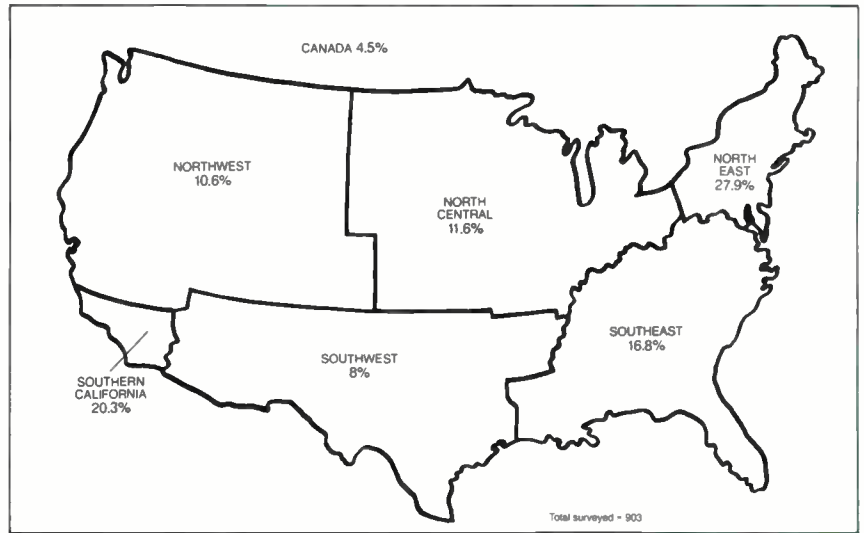 CANADA 4.5%
NORTHWEST
10.6%
NORTH
CENTRAL
11.6%
NORTH
EAST
27.9%
SOUTHEAST
16.8%
SOUTHWEST
8%
SOUTHERN
CALIFORNIA
20.3%
Total surveyed = 903